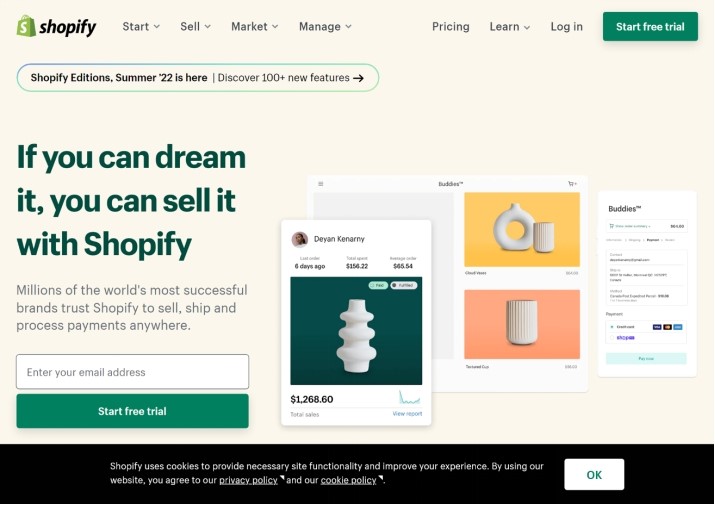 shopify
Start
Sell
Market
Manage
Pricing
Learn
Log in
Start free trial
Shopify Editions, Summer '22 is here | Discover 100+ new features →
If you can dream
it, you can sell it
with Shopify
Millions of the world's most successful
brands trust Shopify to sell, ship and
process payments anywhere.
Enter your email address
Start free trial
Deyan Kenarny
Last order
Total spent
Average order
6 days ago
$156.22
$65.54
Paid
Fulfilled
$1,268.60
Total sales
View report
Buddies™
Textured Cup
Buddies™
Payment
Pay now
Shopify uses cookies to provide necessary site functionality and improve your experience. By using our
website, you agree to our privacy policy and our cookie policy.
OK